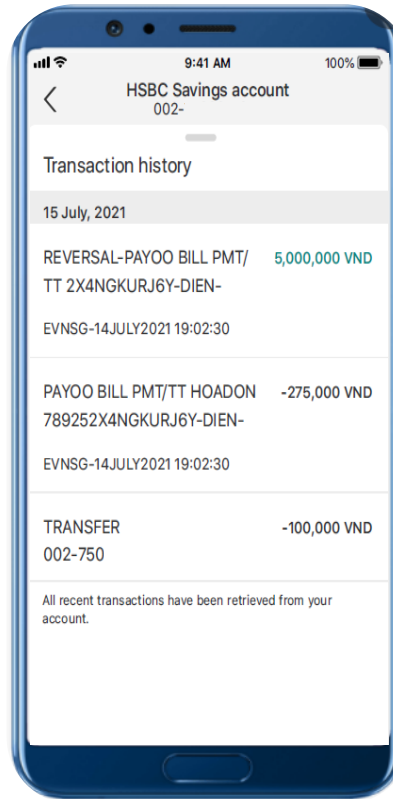 9:41 AM
100%
HSBC Savings account
002-
Transaction history
15 July, 2021
REVERSAL-PAYOO BILL PMT/ 5,000,000 VND
TT 2X4NGKURJ6Y-DIEN-
EVNSG-14JULY2021 19:02:30
PAYOO BILL PMT/TT HOADON -275,000 VND
789252X4NGKURJ6Y-DIEN-
EVNSG-14JULY2021 19:02:30
TRANSFER -100,000 VND
002-750
All recent transactions have been retrieved from your
account.